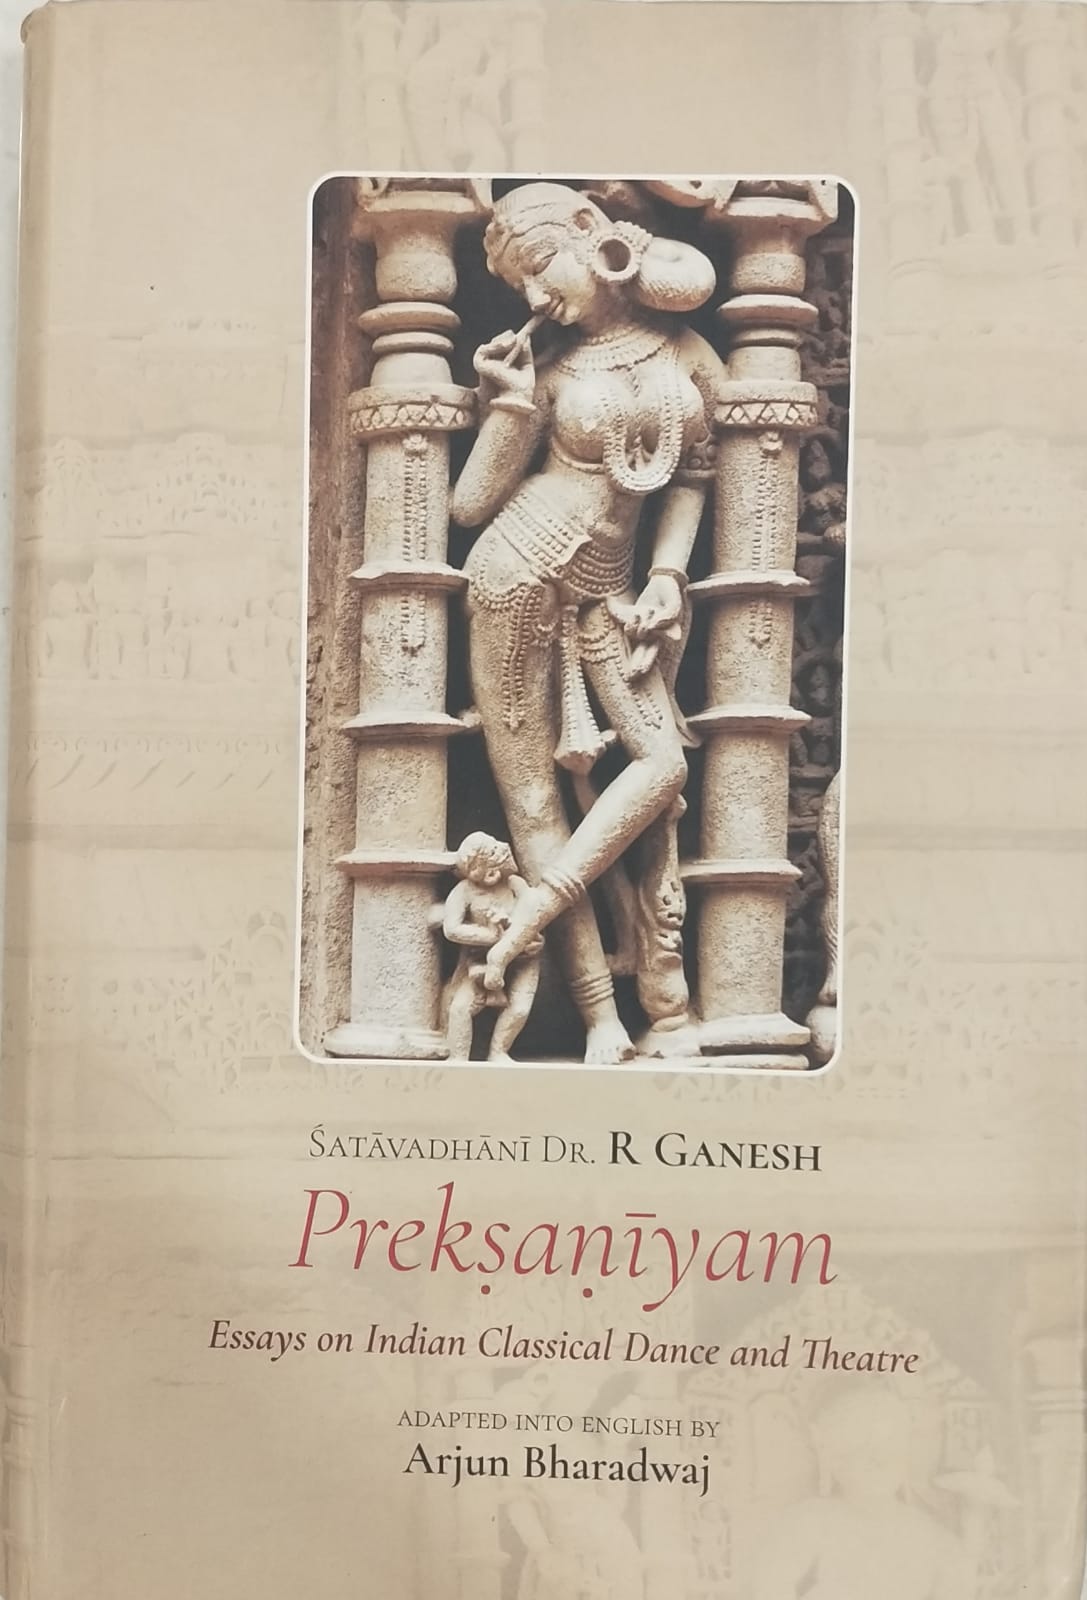 Śatāvadhānī Dr. R Ganesh
Prekṣaṇīyam
Essays on Indian Classical Dance and Theatre
ADAPTED INTO ENGLISH BY
Arjun Bharadwaj